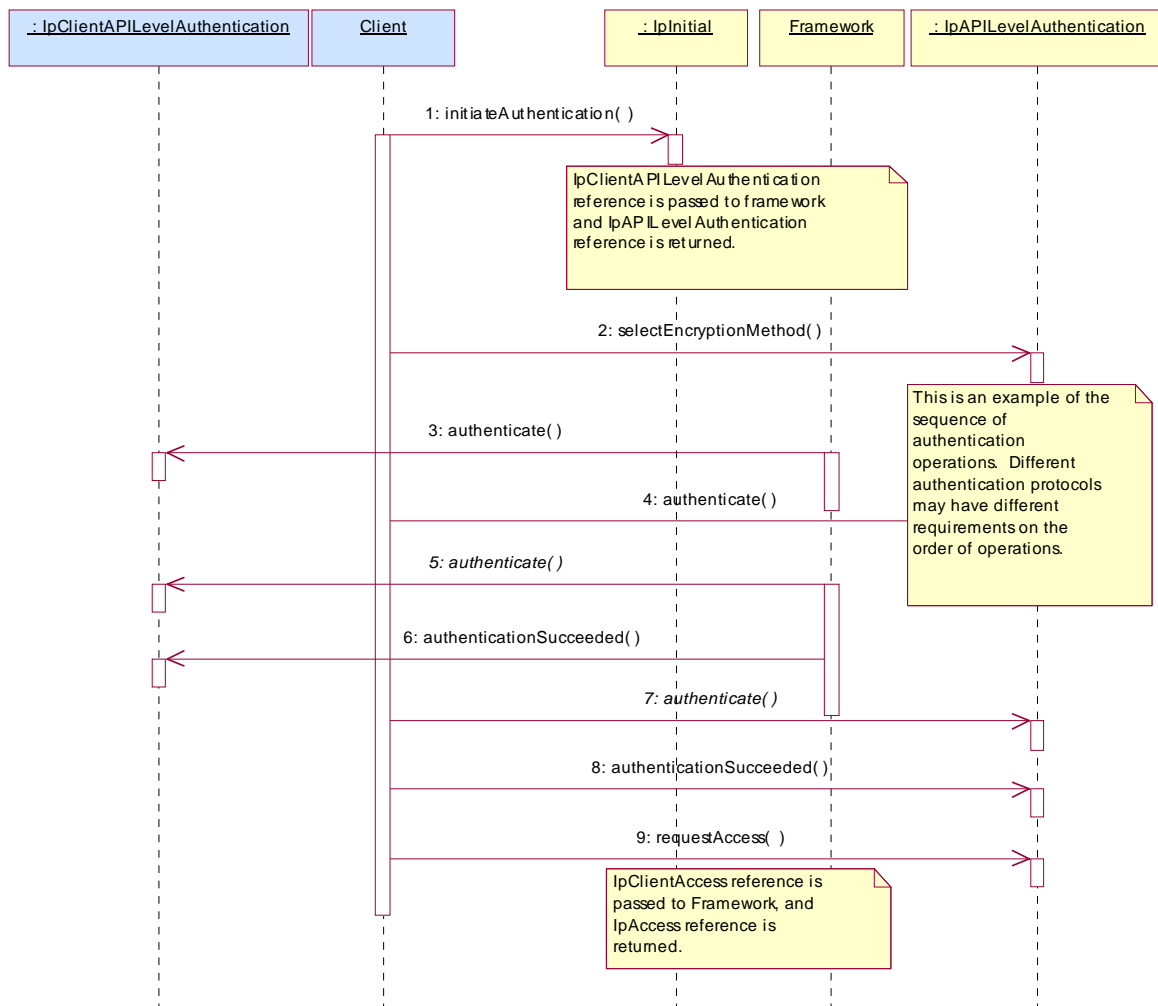 : IpClientAPILevelAuthentication
Client
: IpInitial
Framework
: IpAPILevelAuthentication
1: initiateAuthentication( )
IpClientAPILevelAuthentication
reference is passed to framework
and IpAPILevelAuthentication
reference is returned.
2: selectEncryptionMethod( )
This is an example of the
sequence of
authentication
operations. Different
authentication protocols
may have different
requirements on the
order of operations.
3: authenticate( )
4: authenticate( )
5: authenticate( )
6: authenticationSucceeded( )
7: authenticate( )
8: authenticationSucceeded( )
9: requestAccess( )
IpClientAccess reference is
passed to Framework, and
IpAccess reference is
returned.